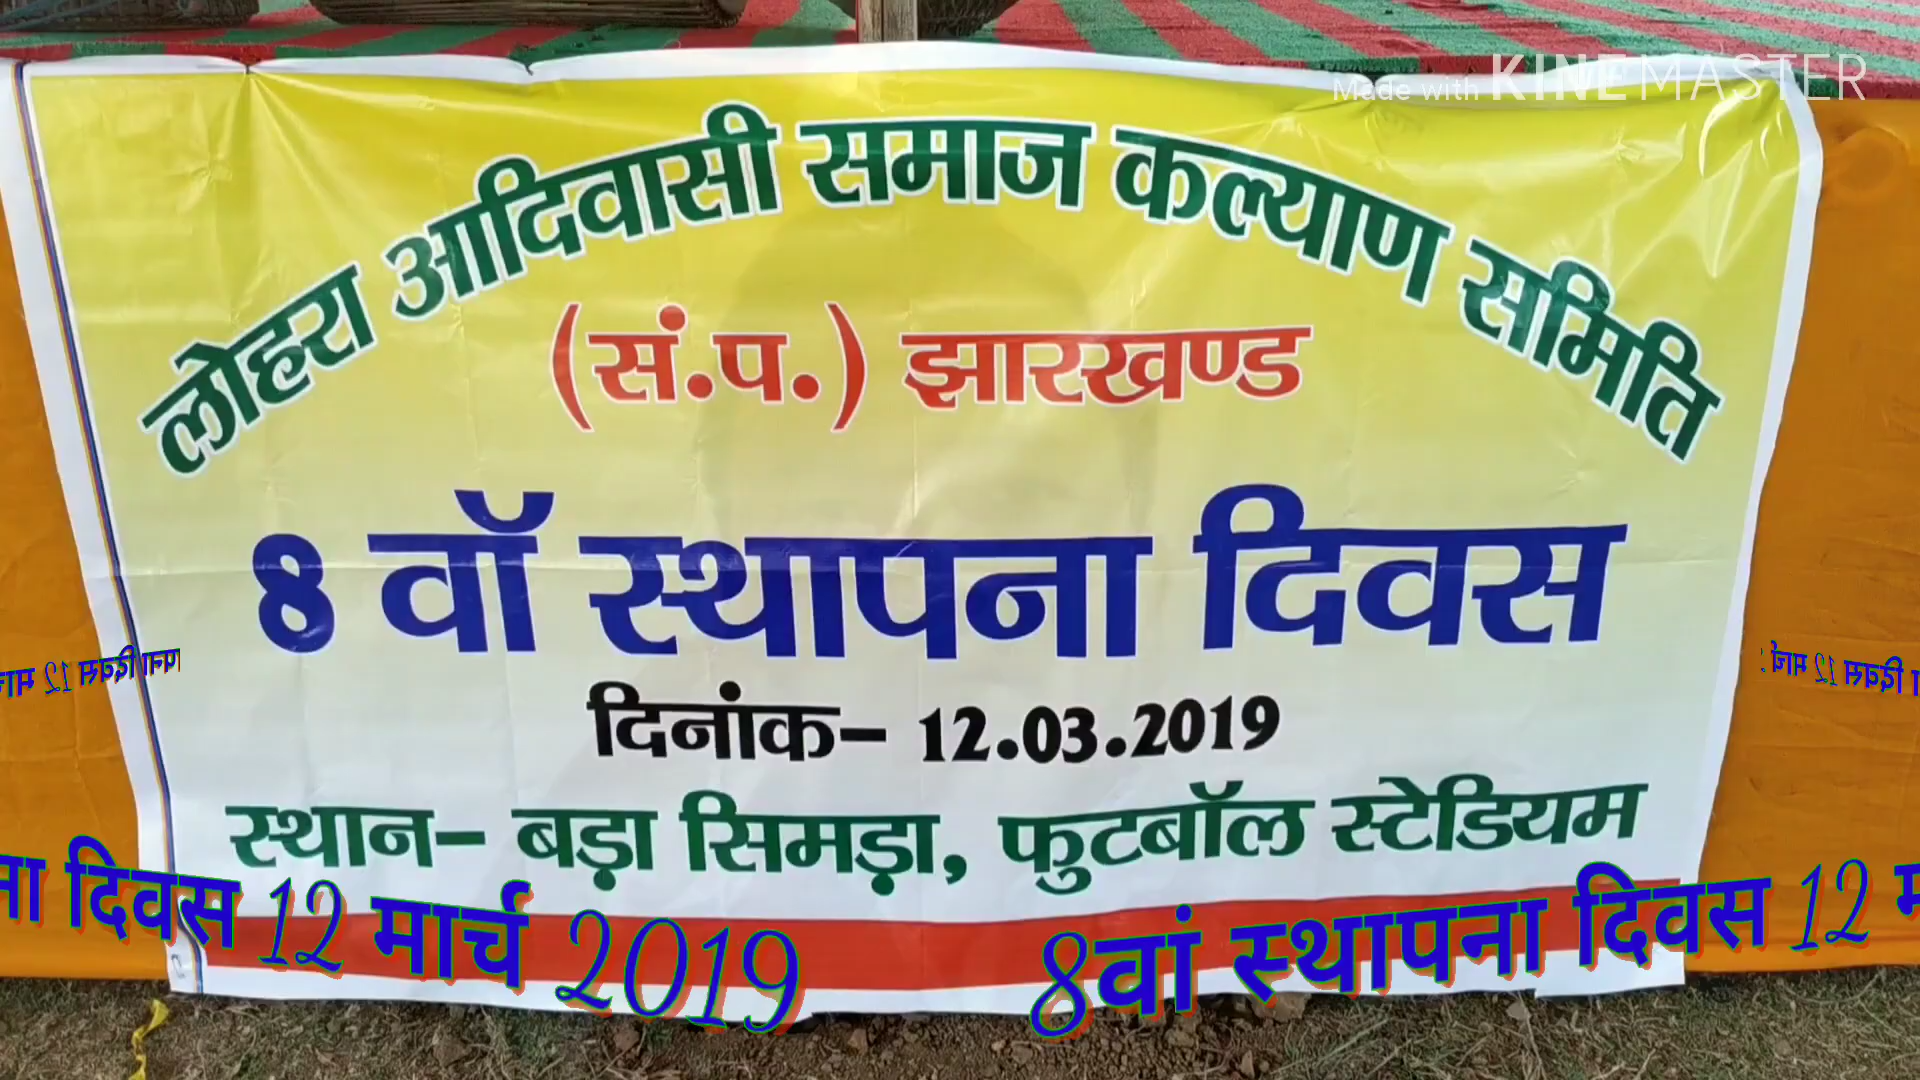 Made with KINEMASTER
लोहरा आदिवासी समाज कल्याण समिति
(सं.प.) झारखण्ड
8 वॉ स्थापना दिवस
दिनांक- 12.03.2019
स्थान- बड़ा सिमड़ा, फुटबॉल स्टेडियम
ना दिवस 12 मार्च 2019
8वां स्थापना दिवस 12 म